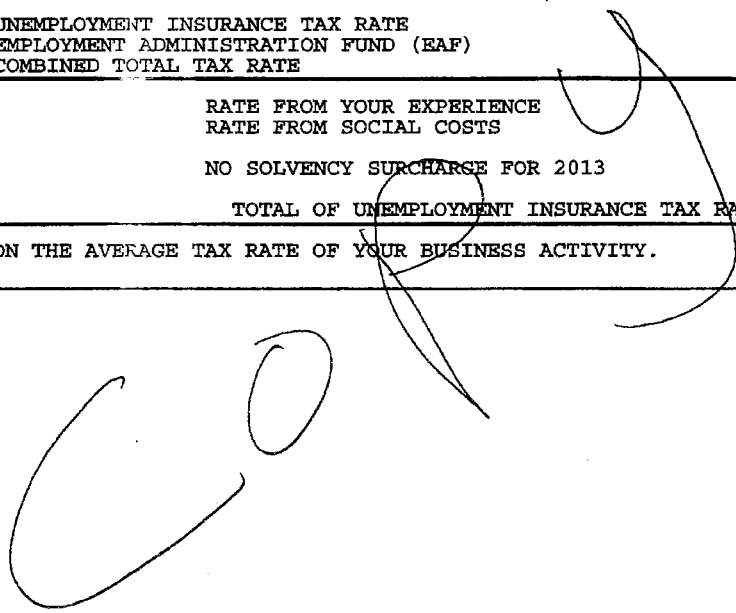 UNEMPLOYMENT INSURANCE TAX RATE
EMPLOYMENT ADMINISTRATION FUND (EAF)
COMBINED TOTAL TAX RATE
RATE FROM YOUR EXPERIENCE
RATE FROM SOCIAL COSTS
NO SOLVENCY SURCHARGE FOR 2013
TOTAL OF UNEMPLOYMENT INSURANCE TAX RA
ON THE AVERAGE TAX RATE OF YOUR BUSINESS ACTIVITY.
COPY